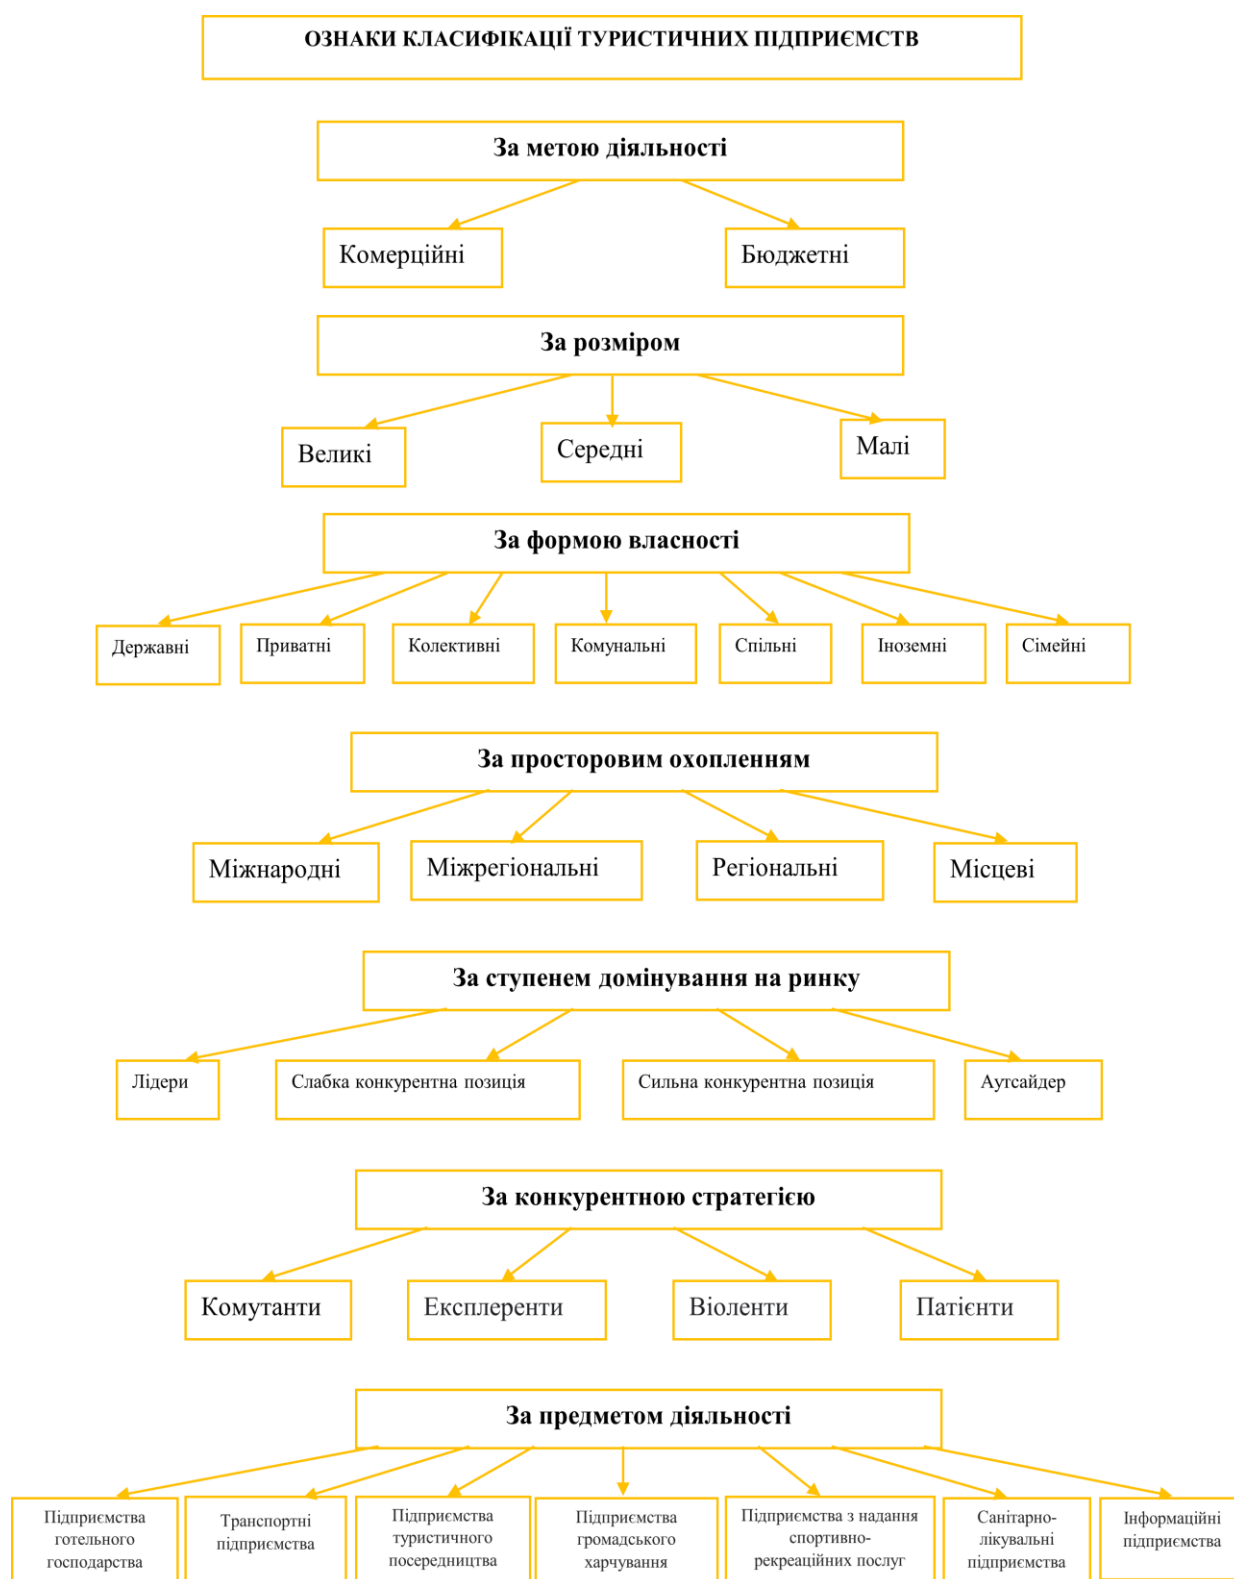 ОЗНАКИ КЛАСИФІКАЦІЇ ТУРИСТИЧНИХ ПІДПРИЄМСТВ
За метою діяльності
Комерційні
Бюджетні
За розміром
Великі
Середні
Малі
За формою власності
Державні
Приватні
Колективні
Комунальні
Спільні
Іноземні
Сімейні
За просторовим охопленням
Міжнародні
Міжрегіональні
Регіональні
Місцеві
За ступенем домінування на ринку
Лідери
Слабка конкурентна позиція
Сильна конкурентна позиція
Аутсайдер
За конкурентною стратегією
Комутанти
Експлеренти
Віоленти
Патієнти
За предметом діяльності
Підприємства
готельного
господарства
Транспортні
підприємства
Підприємства
туристичного
посередництва
Підприємства
громадського
харчування
Підприємства з надання
спортивно-
рекреаційних послуг
Санітарно-
лікувальні
підприємства
Інформаційні
підприємства